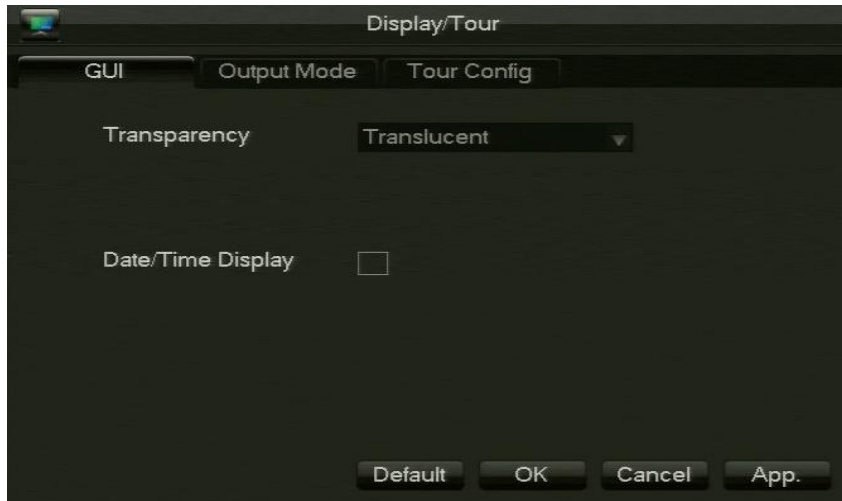 Display/Tour
GUI Output Mode Tour Config
Transparency Translucent
Date/Time Display
Default OK Cancel App.